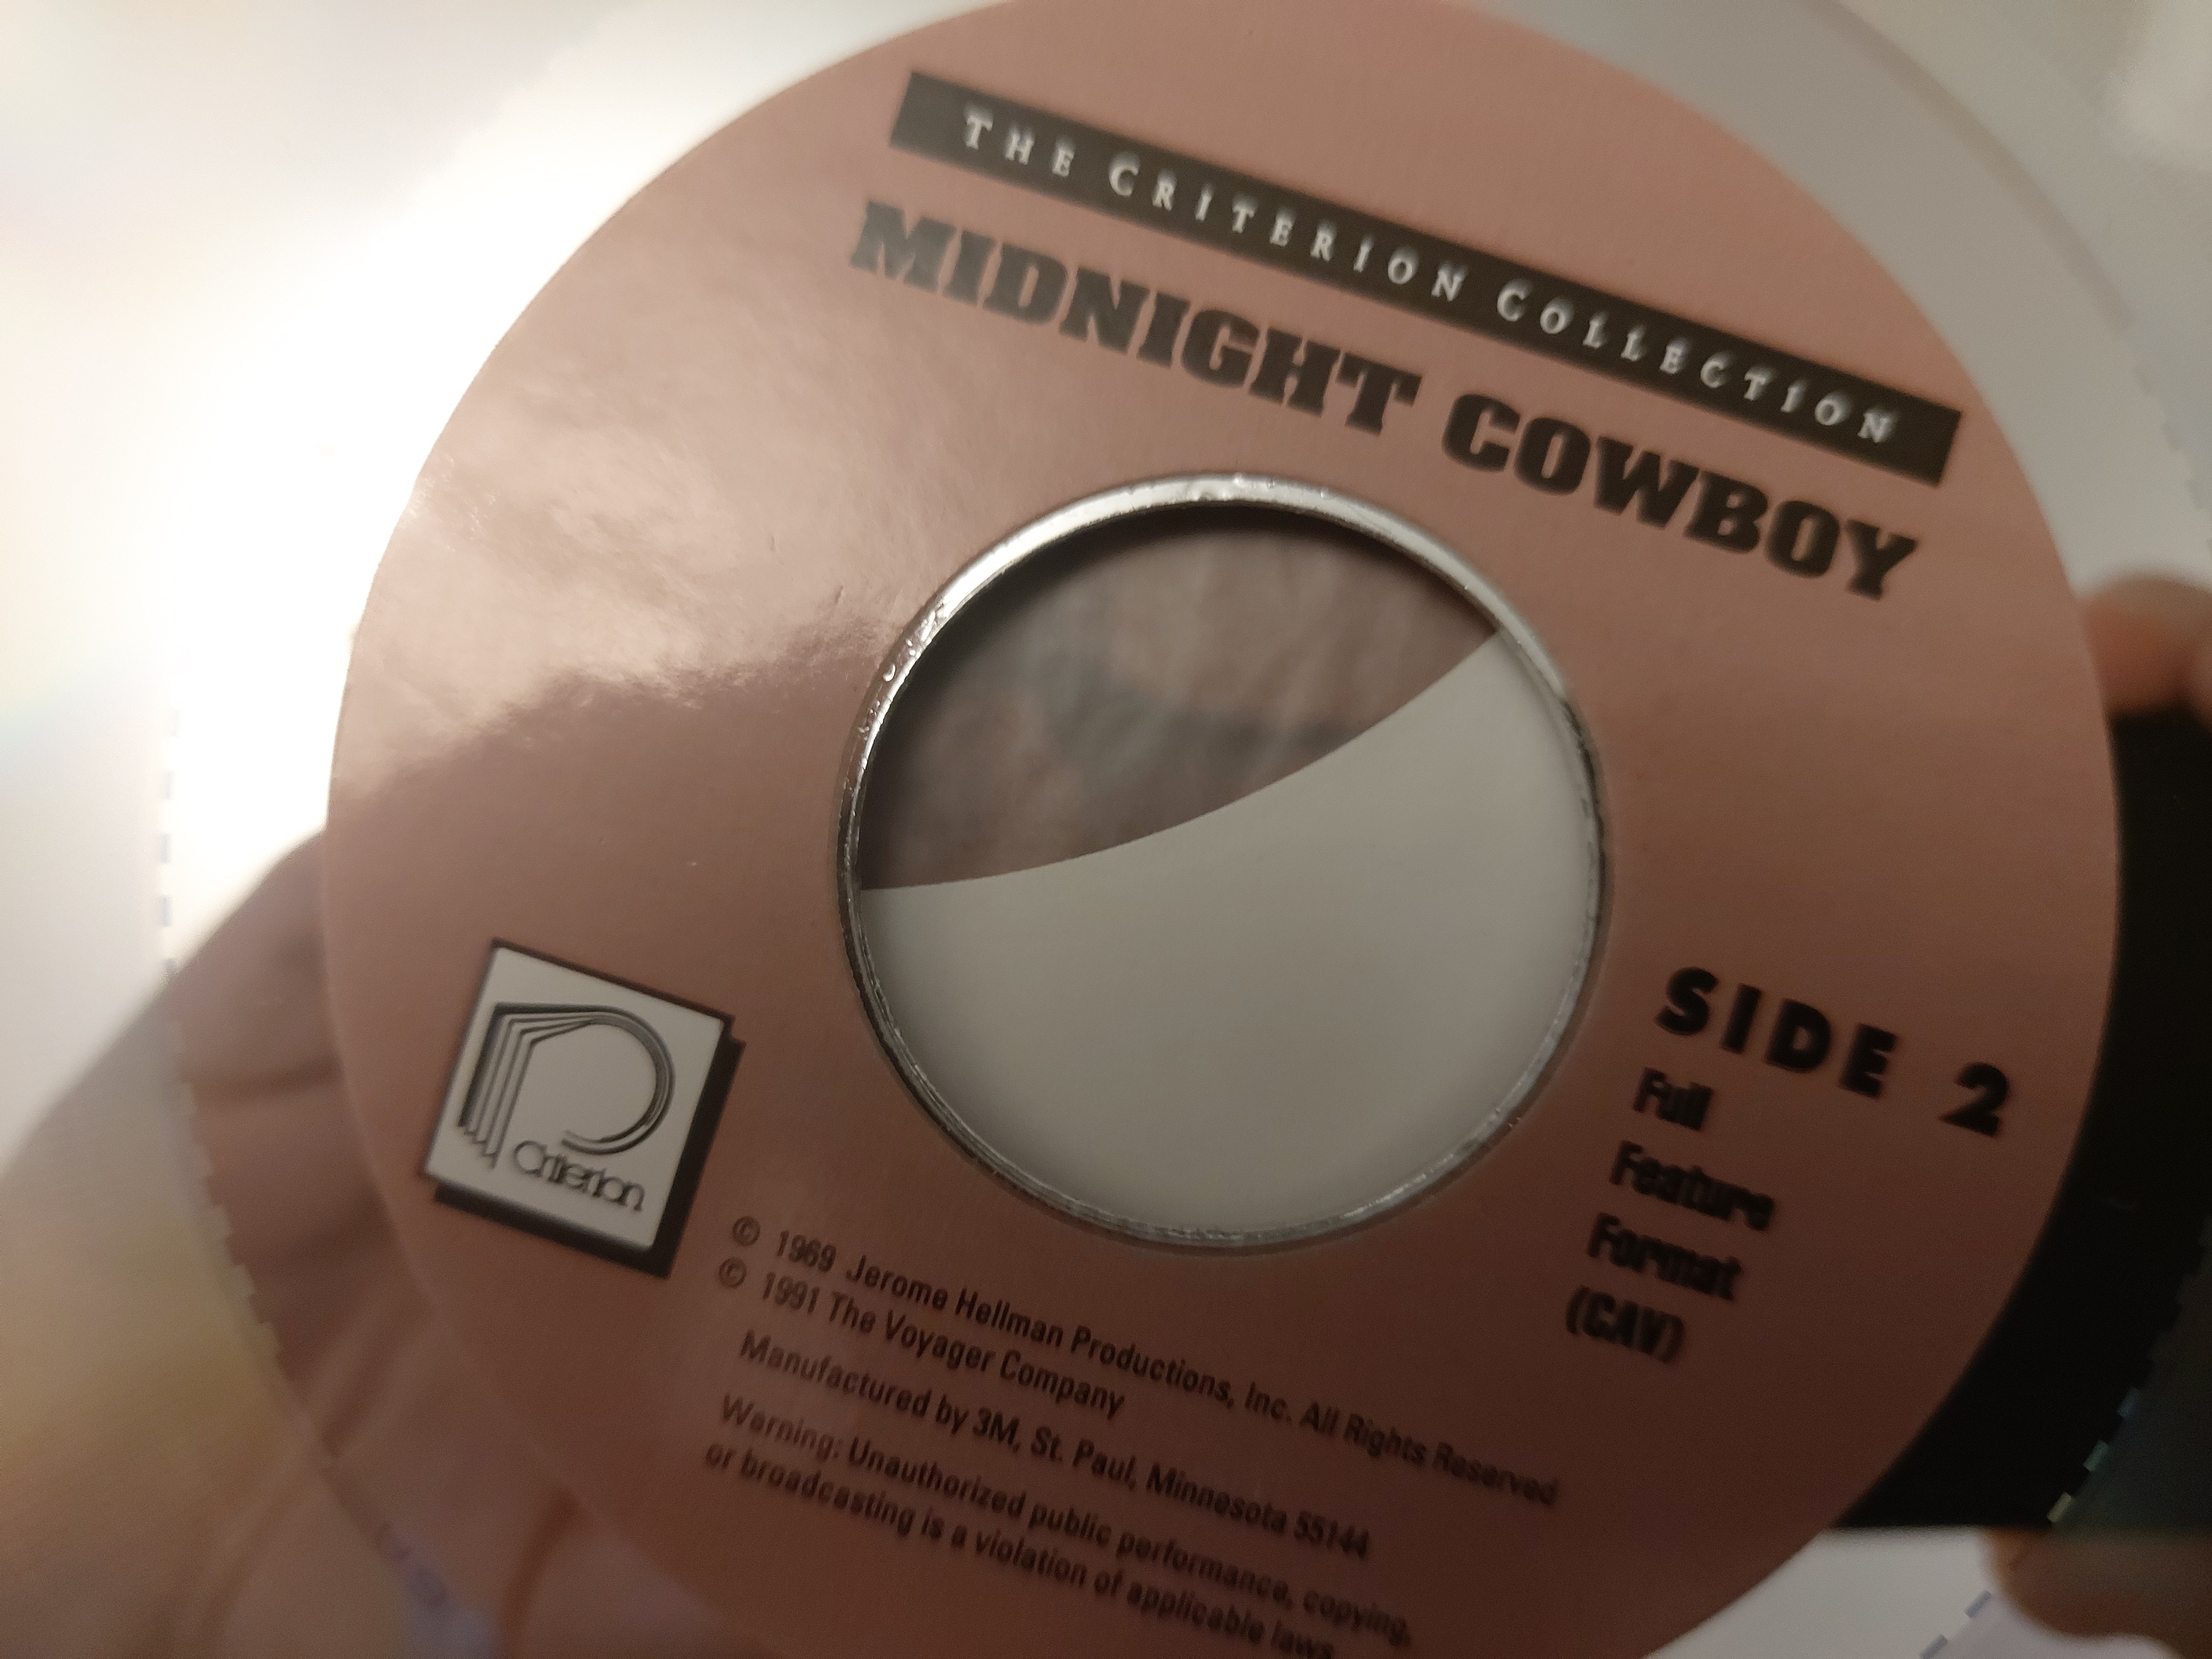 THE CRITERION COLLECTION
MIDNIGHT COWBOY
SIDE 2
Full
Feature
Format
(CAV)
Criterion
© 1969 Jerome Hellman Productions, Inc. All Rights Reserved
© 1991 The Voyager Company
Manufactured by 3M, St. Paul, Minnesota 55144
Warning: Unauthorized public performance, copying,
or broadcasting is a violation of applicable laws.